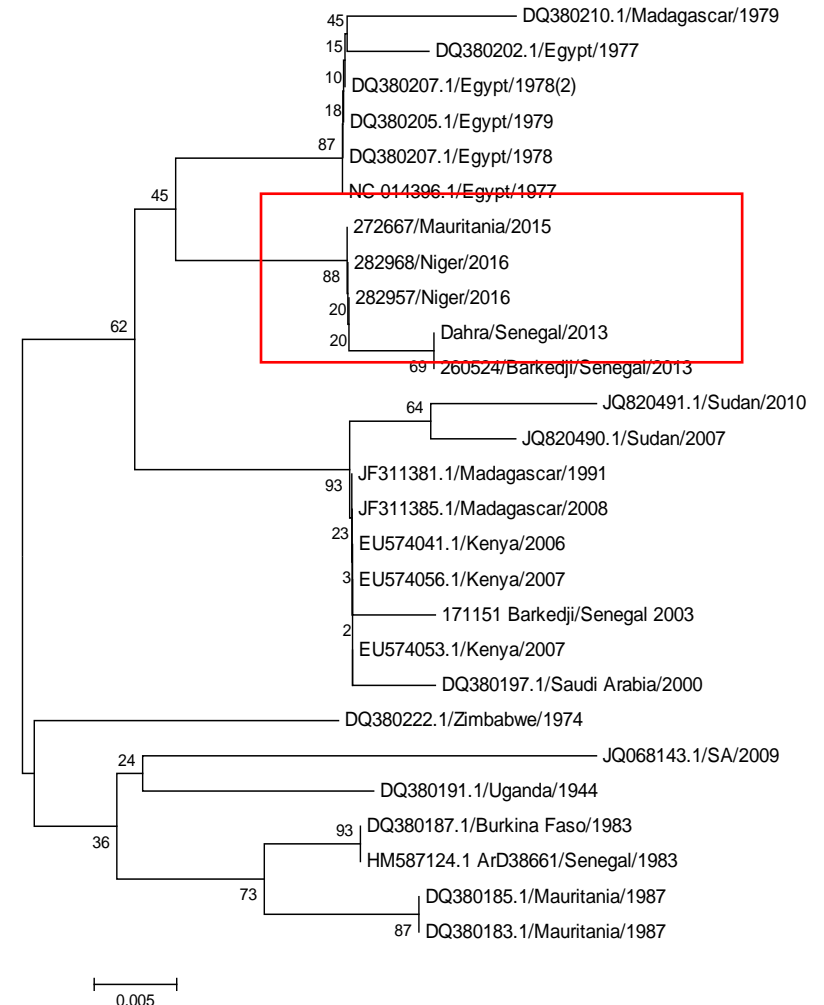 45
DQ380210.1/Madagascar/1979
15
DQ380202.1/Egypt/1977
10
DQ380207.1/Egypt/1978(2)
18
DQ380205.1/Egypt/1979
87
DQ380207.1/Egypt/1978
NC 014396.1/Egypt/1977
45
272667/Mauritania/2015
282968/Niger/2016
88
282957/Niger/2016
20
62
Dahra/Senegal/2013
20
69
260524/Barkedji/Senegal/2013
JQ820491.1/Sudan/2010
64
JQ820490.1/Sudan/2007
JF311381.1/Madagascar/1991
93
JF311385.1/Madagascar/2008
23
EU574041.1/Kenya/2006
3
EU574056.1/Kenya/2007
171151 Barkedji/Senegal 2003
2
EU574053.1/Kenya/2007
DQ380197.1/Saudi Arabia/2000
DQ380222.1/Zimbabwe/1974
24
JQ068143.1/SA/2009
DQ380191.1/Uganda/1944
93
DQ380187.1/Burkina Faso/1983
36
HM587124.1 ArD38661/Senegal/1983
73
DQ380185.1/Mauritania/1987
87
DQ380183.1/Mauritania/1987
0.005